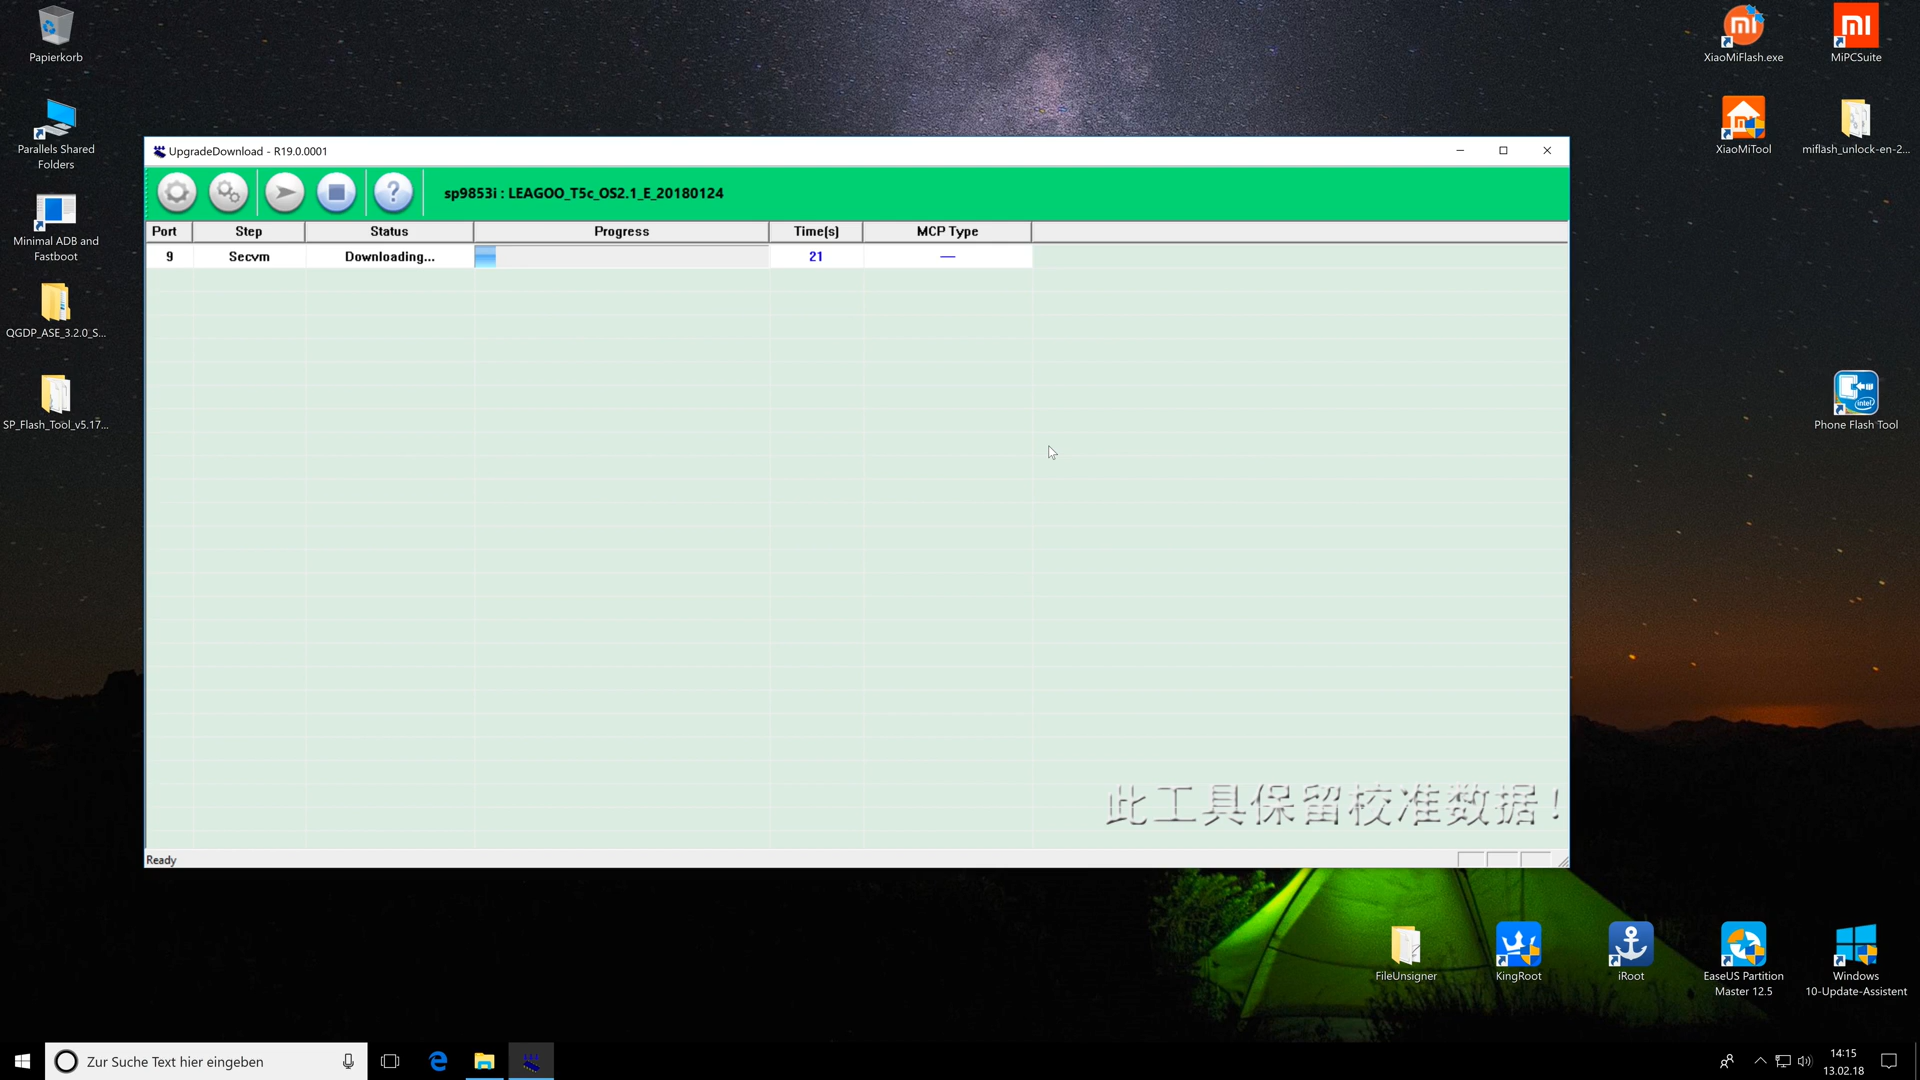 Papierkorb
Parallels Shared
Folders
Minimal ADB and
Fastboot
QGDP_ASE_3.2.0_S...
SP_Flash_Tool_v5.17...
XiaoMiFlash.exe
MiPCSuite
XiaoMiTool
miflash_unlock-en-2...
intel
Phone Flash Tool
UpgradeDownload - R19.0.0001
sp9853i : LEAGOO_T5c_OS2.1_E_20180124
Port Step Status Progress Time(s) MCP Type
9 Secvm Downloading... 21 —
此工具保留校准数据!
Ready
FileUnsigner
KingRoot
iRoot
EaseUS Partition
Master 12.5
Windows
10-Update-Assistent
Zur Suche Text hier eingeben
14:15
13.02.18